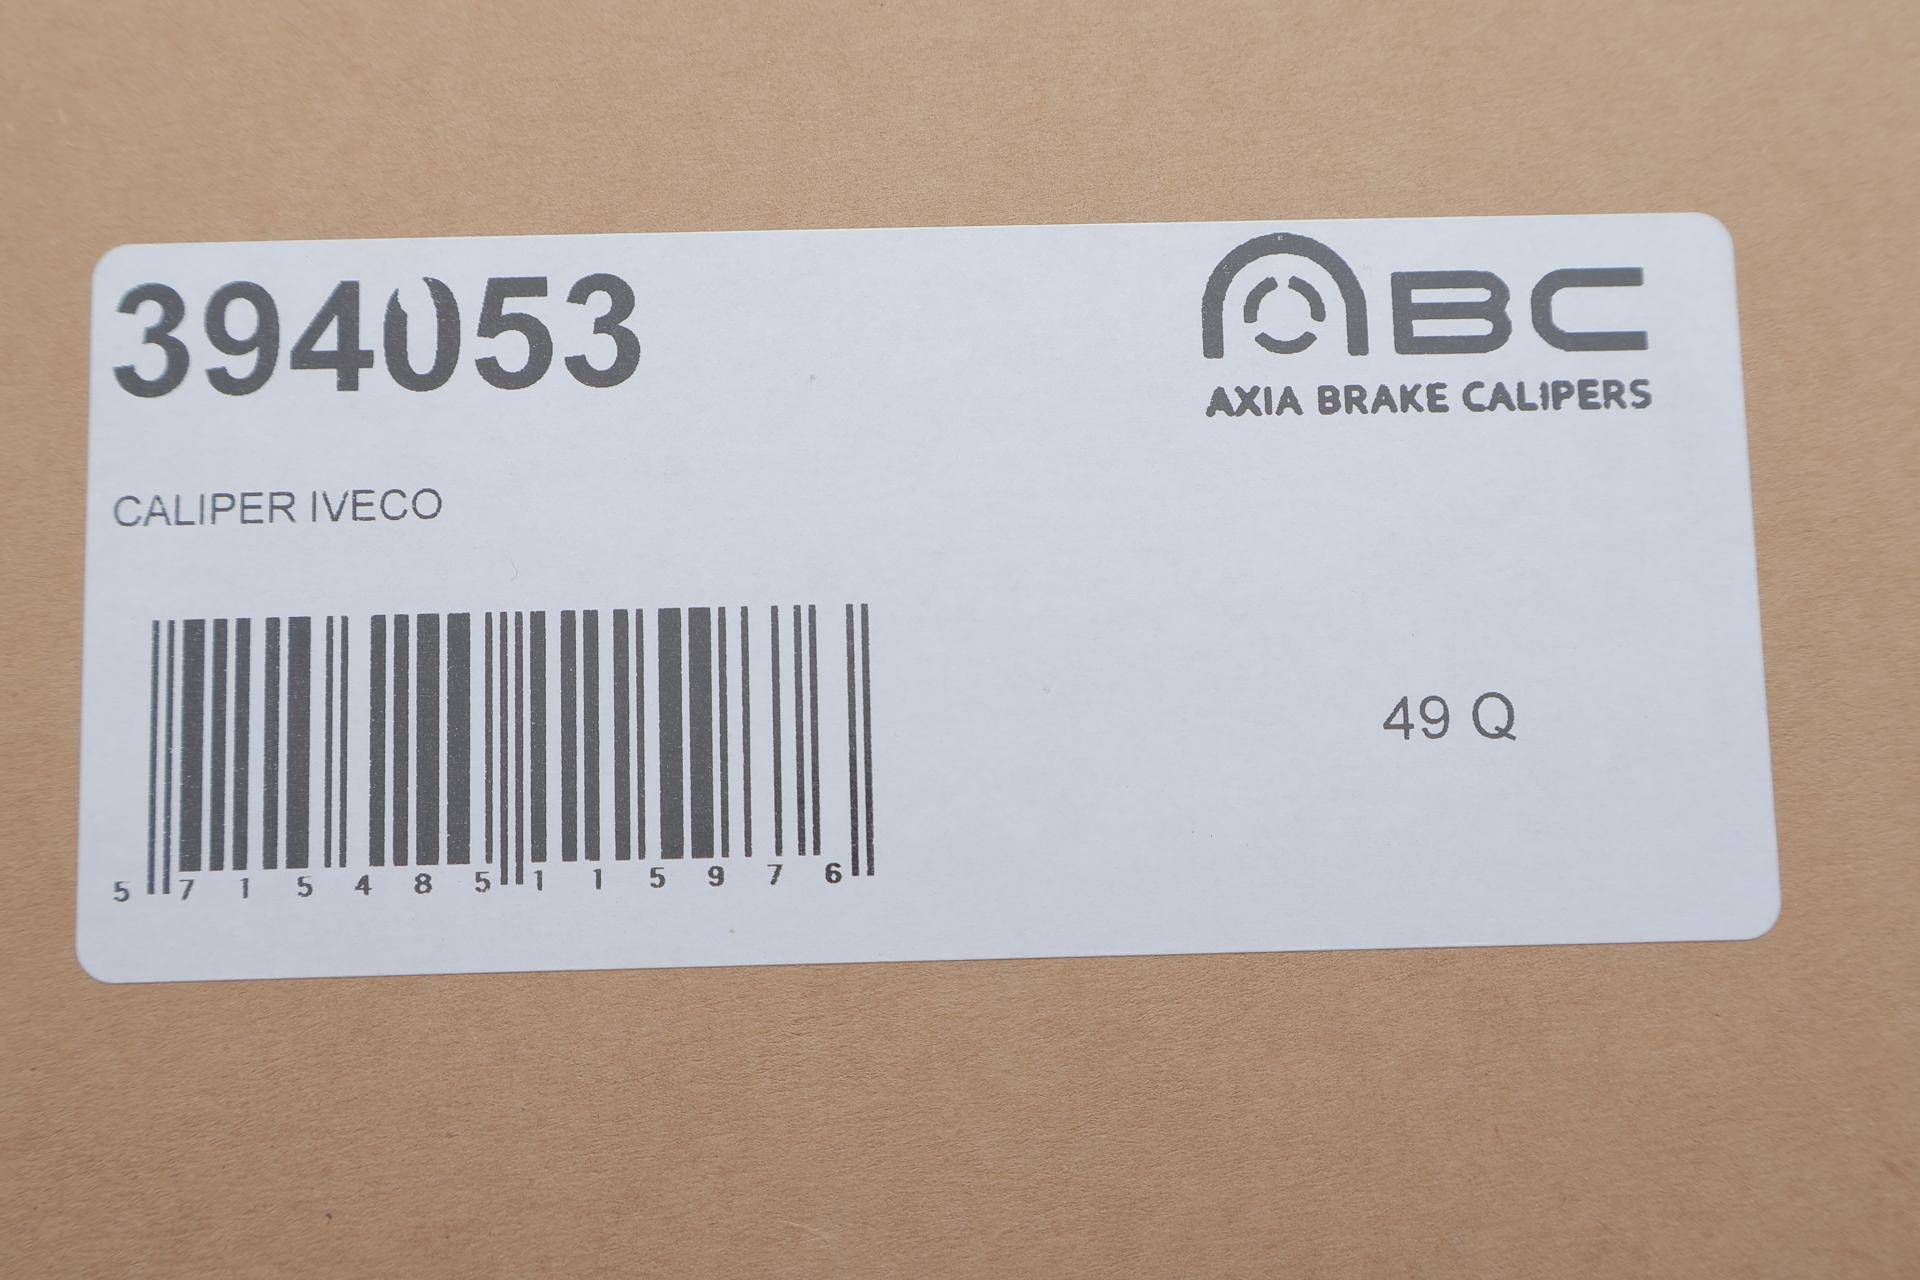 394053
ABC
AXIA BRAKE CALIPERS
CALIPER IVECO
49 Q
5 715485 115976